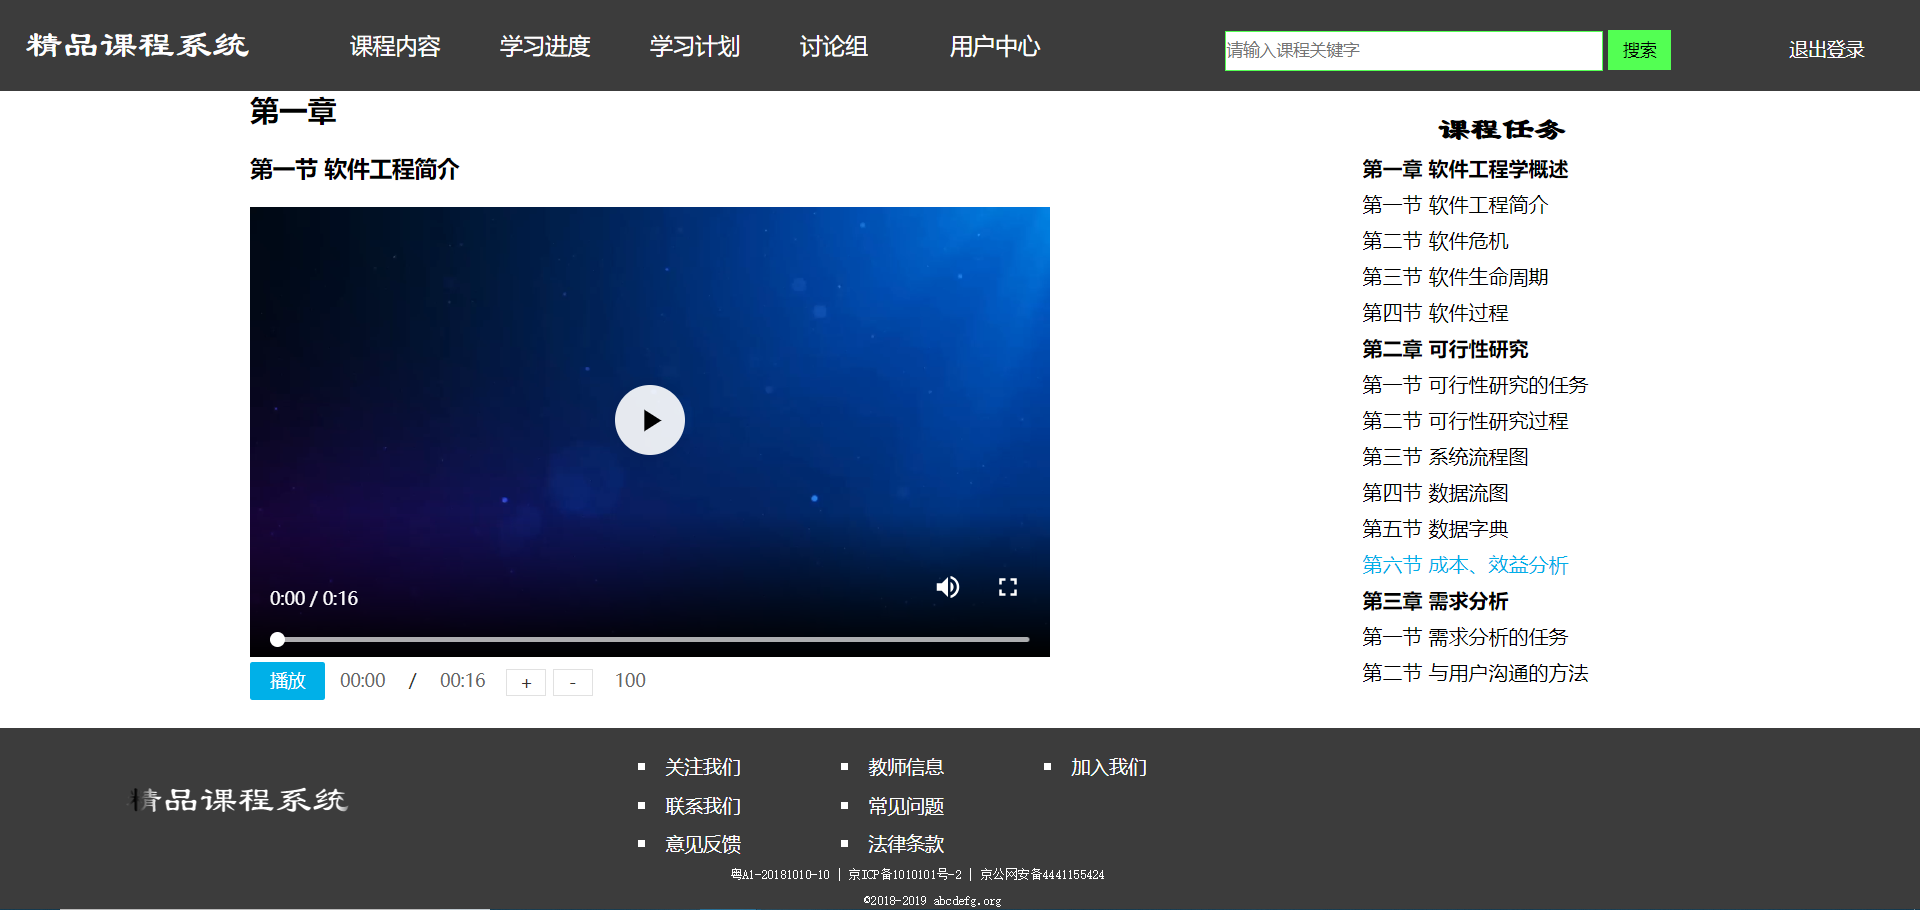 精品课程系统 课程内容 学习进度 学习计划 讨论组 用户中心 请输入课程关键字 搜索 退出登录
第一章
第一节 软件工程简介
0:00 / 0:16
播放 00:00 / 00:16 + - 100
课程任务
第一章 软件工程学概述
第一节 软件工程简介
第二节 软件危机
第三节 软件生命周期
第四节 软件过程
第二章 可行性研究
第一节 可行性研究的任务
第二节 可行性研究过程
第三节 系统流程图
第四节 数据流图
第五节 数据字典
第六节 成本、效益分析
第三章 需求分析
第一节 需求分析的任务
第二节 与用户沟通的方法
精品课程系统
关注我们 教师信息 加入我们
联系我们 常见问题
意见反馈 法律条款
粤A1-20181010-10 | 京ICP备1010101号-2 | 京公网安备4441155424
©2018-2019 abcdefg.org